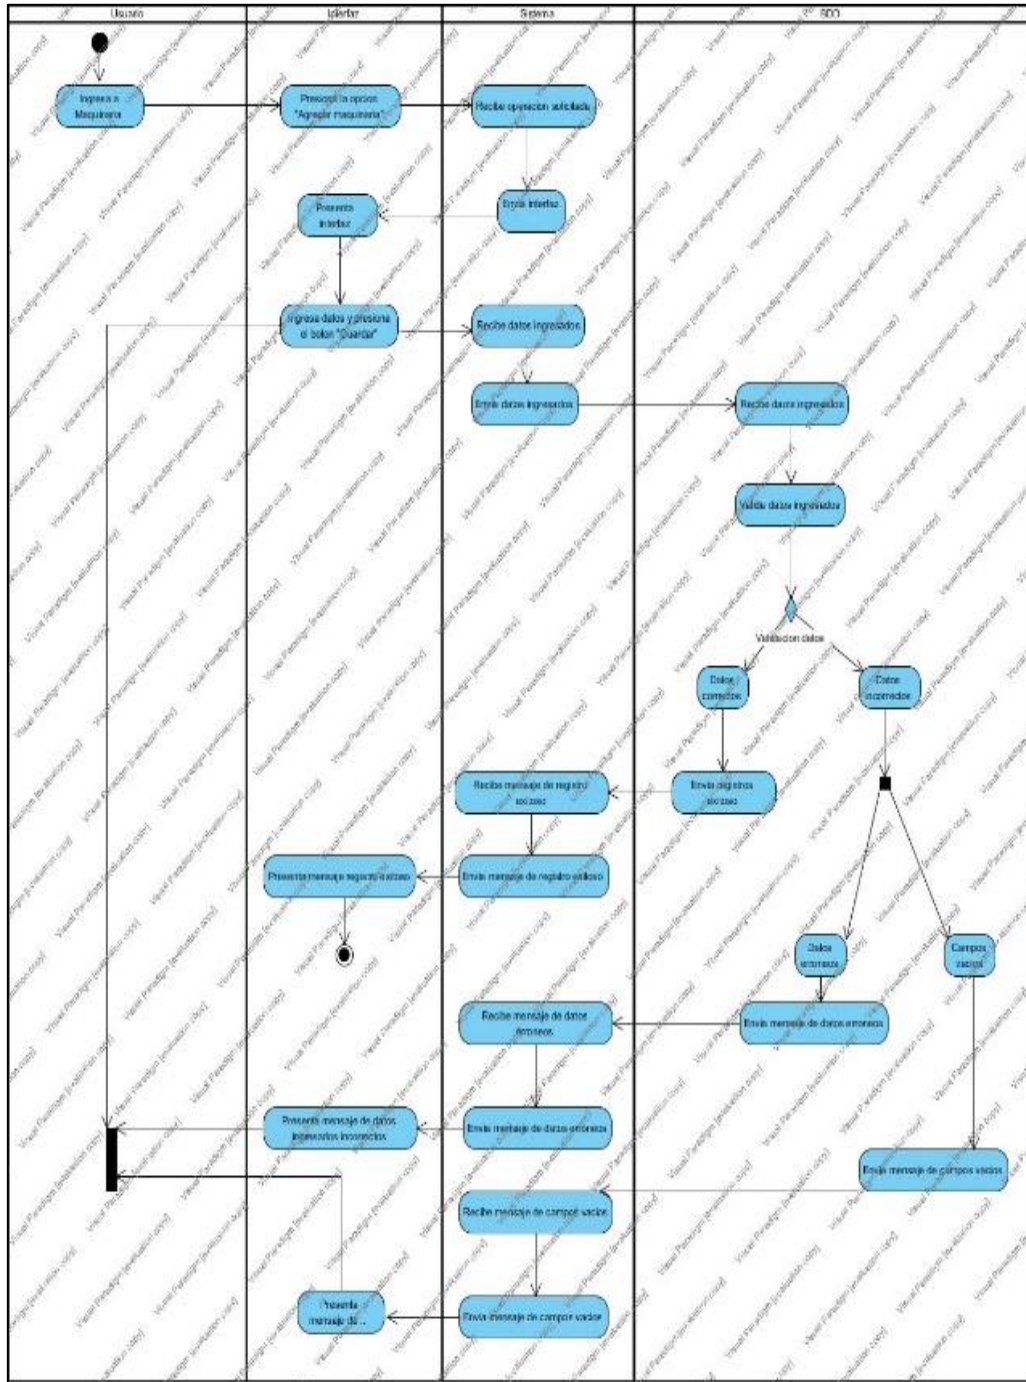 Usuario
Interfaz
Sistema
BDD
Ingresa a
Maquinaria
Presiona la opcion
"Agregar maquinaria"
Recibe operacion solicitada
Presenta
interfaz
Envia interfaz
Ingresa datos y presiona
el boton "Guardar"
Recibe datos ingresados
Envia datos ingresados
Recibe datos ingresados
Valida datos ingresados
Validacion datos
Datos
correctos
Datos
incorrectos
Recibe mensaje de registro
exitoso
Envia registros
exitoso
Presenta mensaje registro exitoso
Envia mensaje de registro exitoso
Datos
erroneos
Campos
vacios
Recibe mensaje de datos
erroneos
Envia mensaje de datos erroneos
Presenta mensaje de datos
ingresados incorrectos
Envia mensaje de datos erroneos
Envia mensaje de campos vacios
Recibe mensaje de campos vacios
Presenta
mensaje de ...
Envia mensaje de campos vacios
Visual Paradigm [evaluation copy]